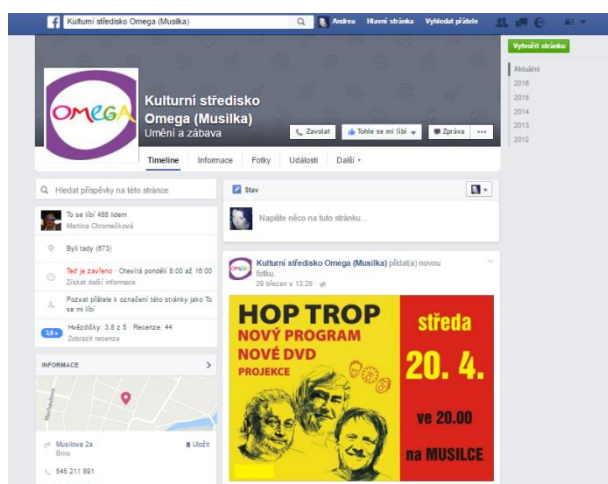 Kulturní středisko Omega (Musilka)
Andrea Hlavní stránka Vyhledat přátele
Vytvořit stránku
Aktuální
2016
2015
2014
2013
2012
OMEGA
Kulturní středisko
Omega (Musilka)
Umění a zábava
Zavolat
Tohle se mi líbí
Zpráva
Timeline Informace Fotky Události Další
Hledat příspěvky na této stránce
To se líbí 488 lidem
Martina Chromečková
Byli tady (673)
Teď je zavřeno · Otevírá pondělí 8:00 až 16:00
Získat další informace
Pozvat přátele k označení této stránky jako To
se mi líbí
3,8
Hvězdičky: 3.8 z 5 · Recenze: 44
Zobrazit recenze
INFORMACE
Musilova 2a
Brno
Uložit
545 211 891
Stav
Napište něco na tuto stránku...
Kulturní středisko Omega (Musilka) přidal(a) novou
fotku.
29 březen v 13:29
HOP TROP
NOVÝ PROGRAM
NOVÉ DVD
PROJEKCE
středa
20. 4.
ve 20.00
na MUSILCE